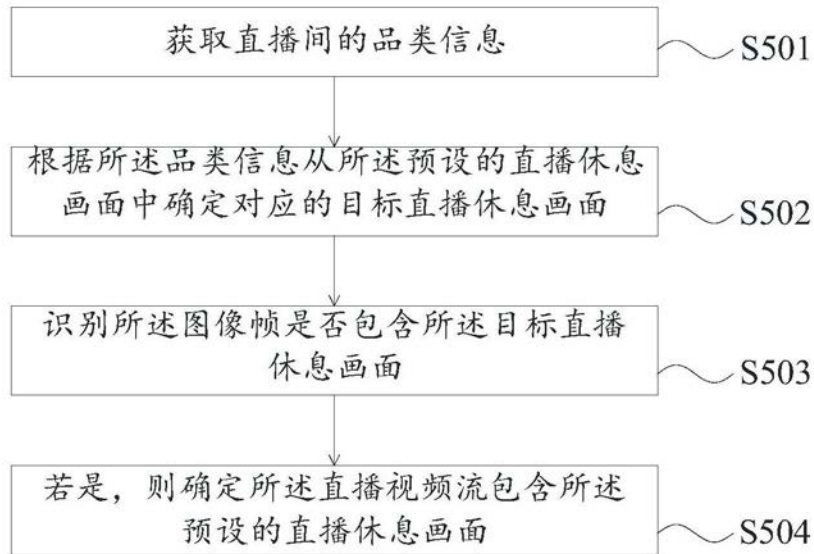 获取直播间的品类信息
S501
根据所述品类信息从所述预设的直播休息
画面中确定对应的目标直播休息画面
S502
识别所述图像帧是否包含所述目标直播
休息画面
S503
若是，则确定所述直播视频流包含所述
预设的直播休息画面
S504